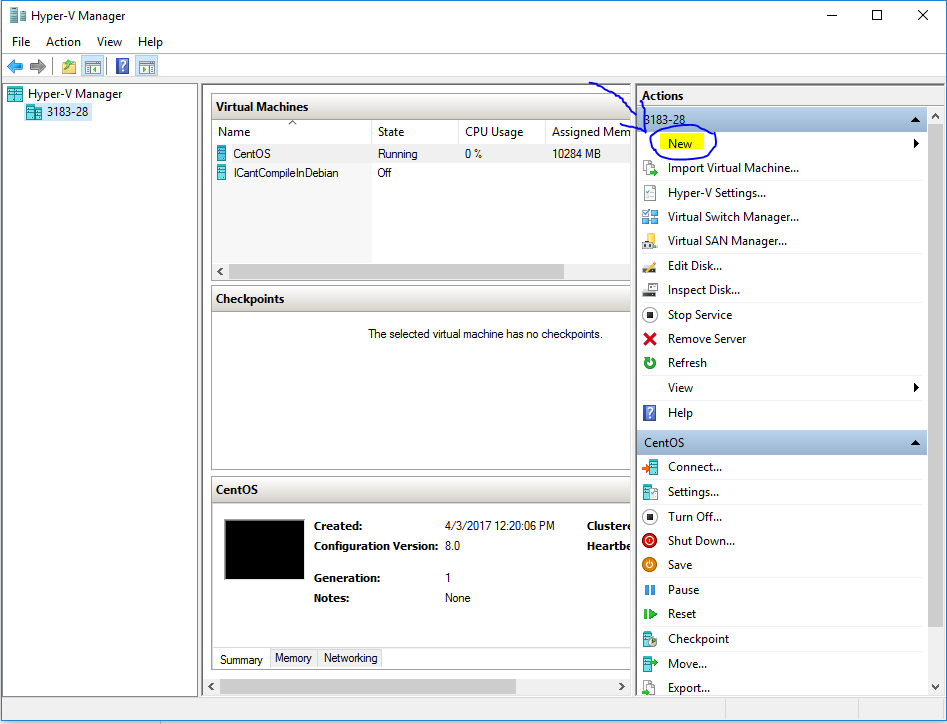 Hyper-V Manager
File Action View Help
Hyper-V Manager
3183-28
Virtual Machines
Name State CPU Usage Assigned Mem
CentOS Running 0 % 10284 MB
ICantCompileInDebian Off
Checkpoints
The selected virtual machine has no checkpoints.
CentOS
Created: 4/3/2017 12:20:06 PM Clustere
Configuration Version: 8.0 Heartbe
Generation: 1
Notes: None
Summary Memory Networking
Actions
3183-28
New
Import Virtual Machine...
Hyper-V Settings...
Virtual Switch Manager...
Virtual SAN Manager...
Edit Disk...
Inspect Disk...
Stop Service
Remove Server
Refresh
View
Help
CentOS
Connect...
Settings...
Turn Off...
Shut Down...
Save
Pause
Reset
Checkpoint
Move...
Export...